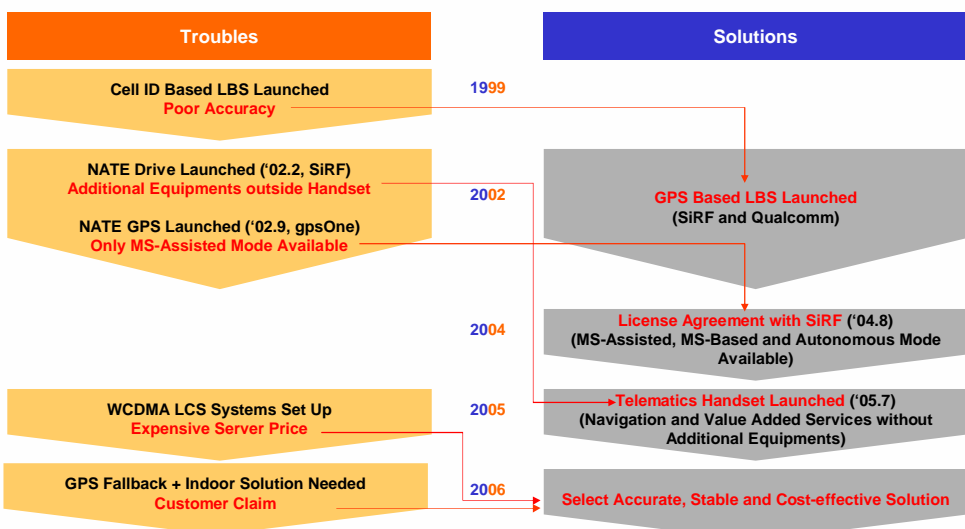 Troubles
Solutions
Cell ID Based LBS Launched
Poor Accuracy
1999
NATE Drive Launched (‘02.2, SiRF)
Additional Equipments outside Handset
NATE GPS Launched (‘02.9, gpsOne)
Only MS-Assisted Mode Available
2002
GPS Based LBS Launched
(SiRF and Qualcomm)
2004
License Agreement with SiRF (‘04.8)
(MS-Assisted, MS-Based and Autonomous Mode
Available)
WCDMA LCS Systems Set Up
Expensive Server Price
2005
Telematics Handset Launched (‘05.7)
(Navigation and Value Added Services without
Additional Equipments)
GPS Fallback + Indoor Solution Needed
Customer Claim
2006
Select Accurate, Stable and Cost-effective Solution